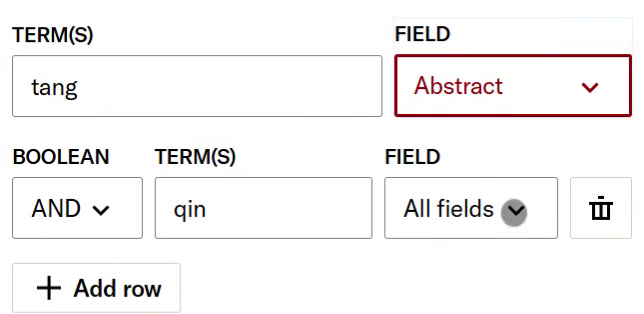 TERM(S) FIELD
tang Abstract
BOOLEAN TERM(S) FIELD
AND qin All fields
Add row